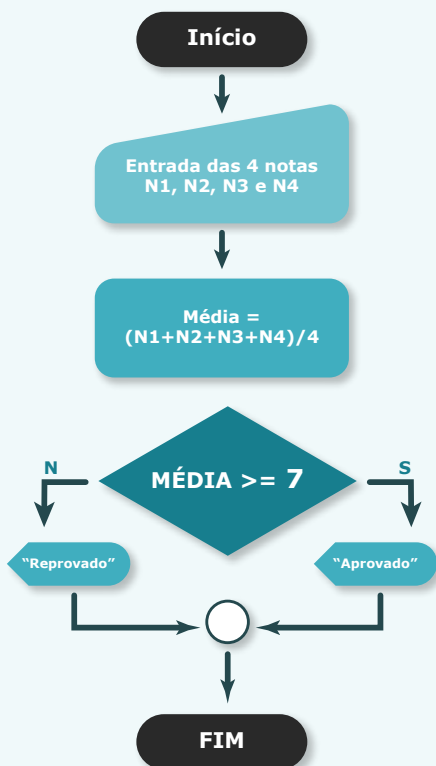 Início
Entrada das 4 notas
N1, N2, N3 e N4
Média =
(N1+N2+N3+N4)/4
N
S
MÉDIA >= 7
“Reprovado”
“Aprovado”
FIM